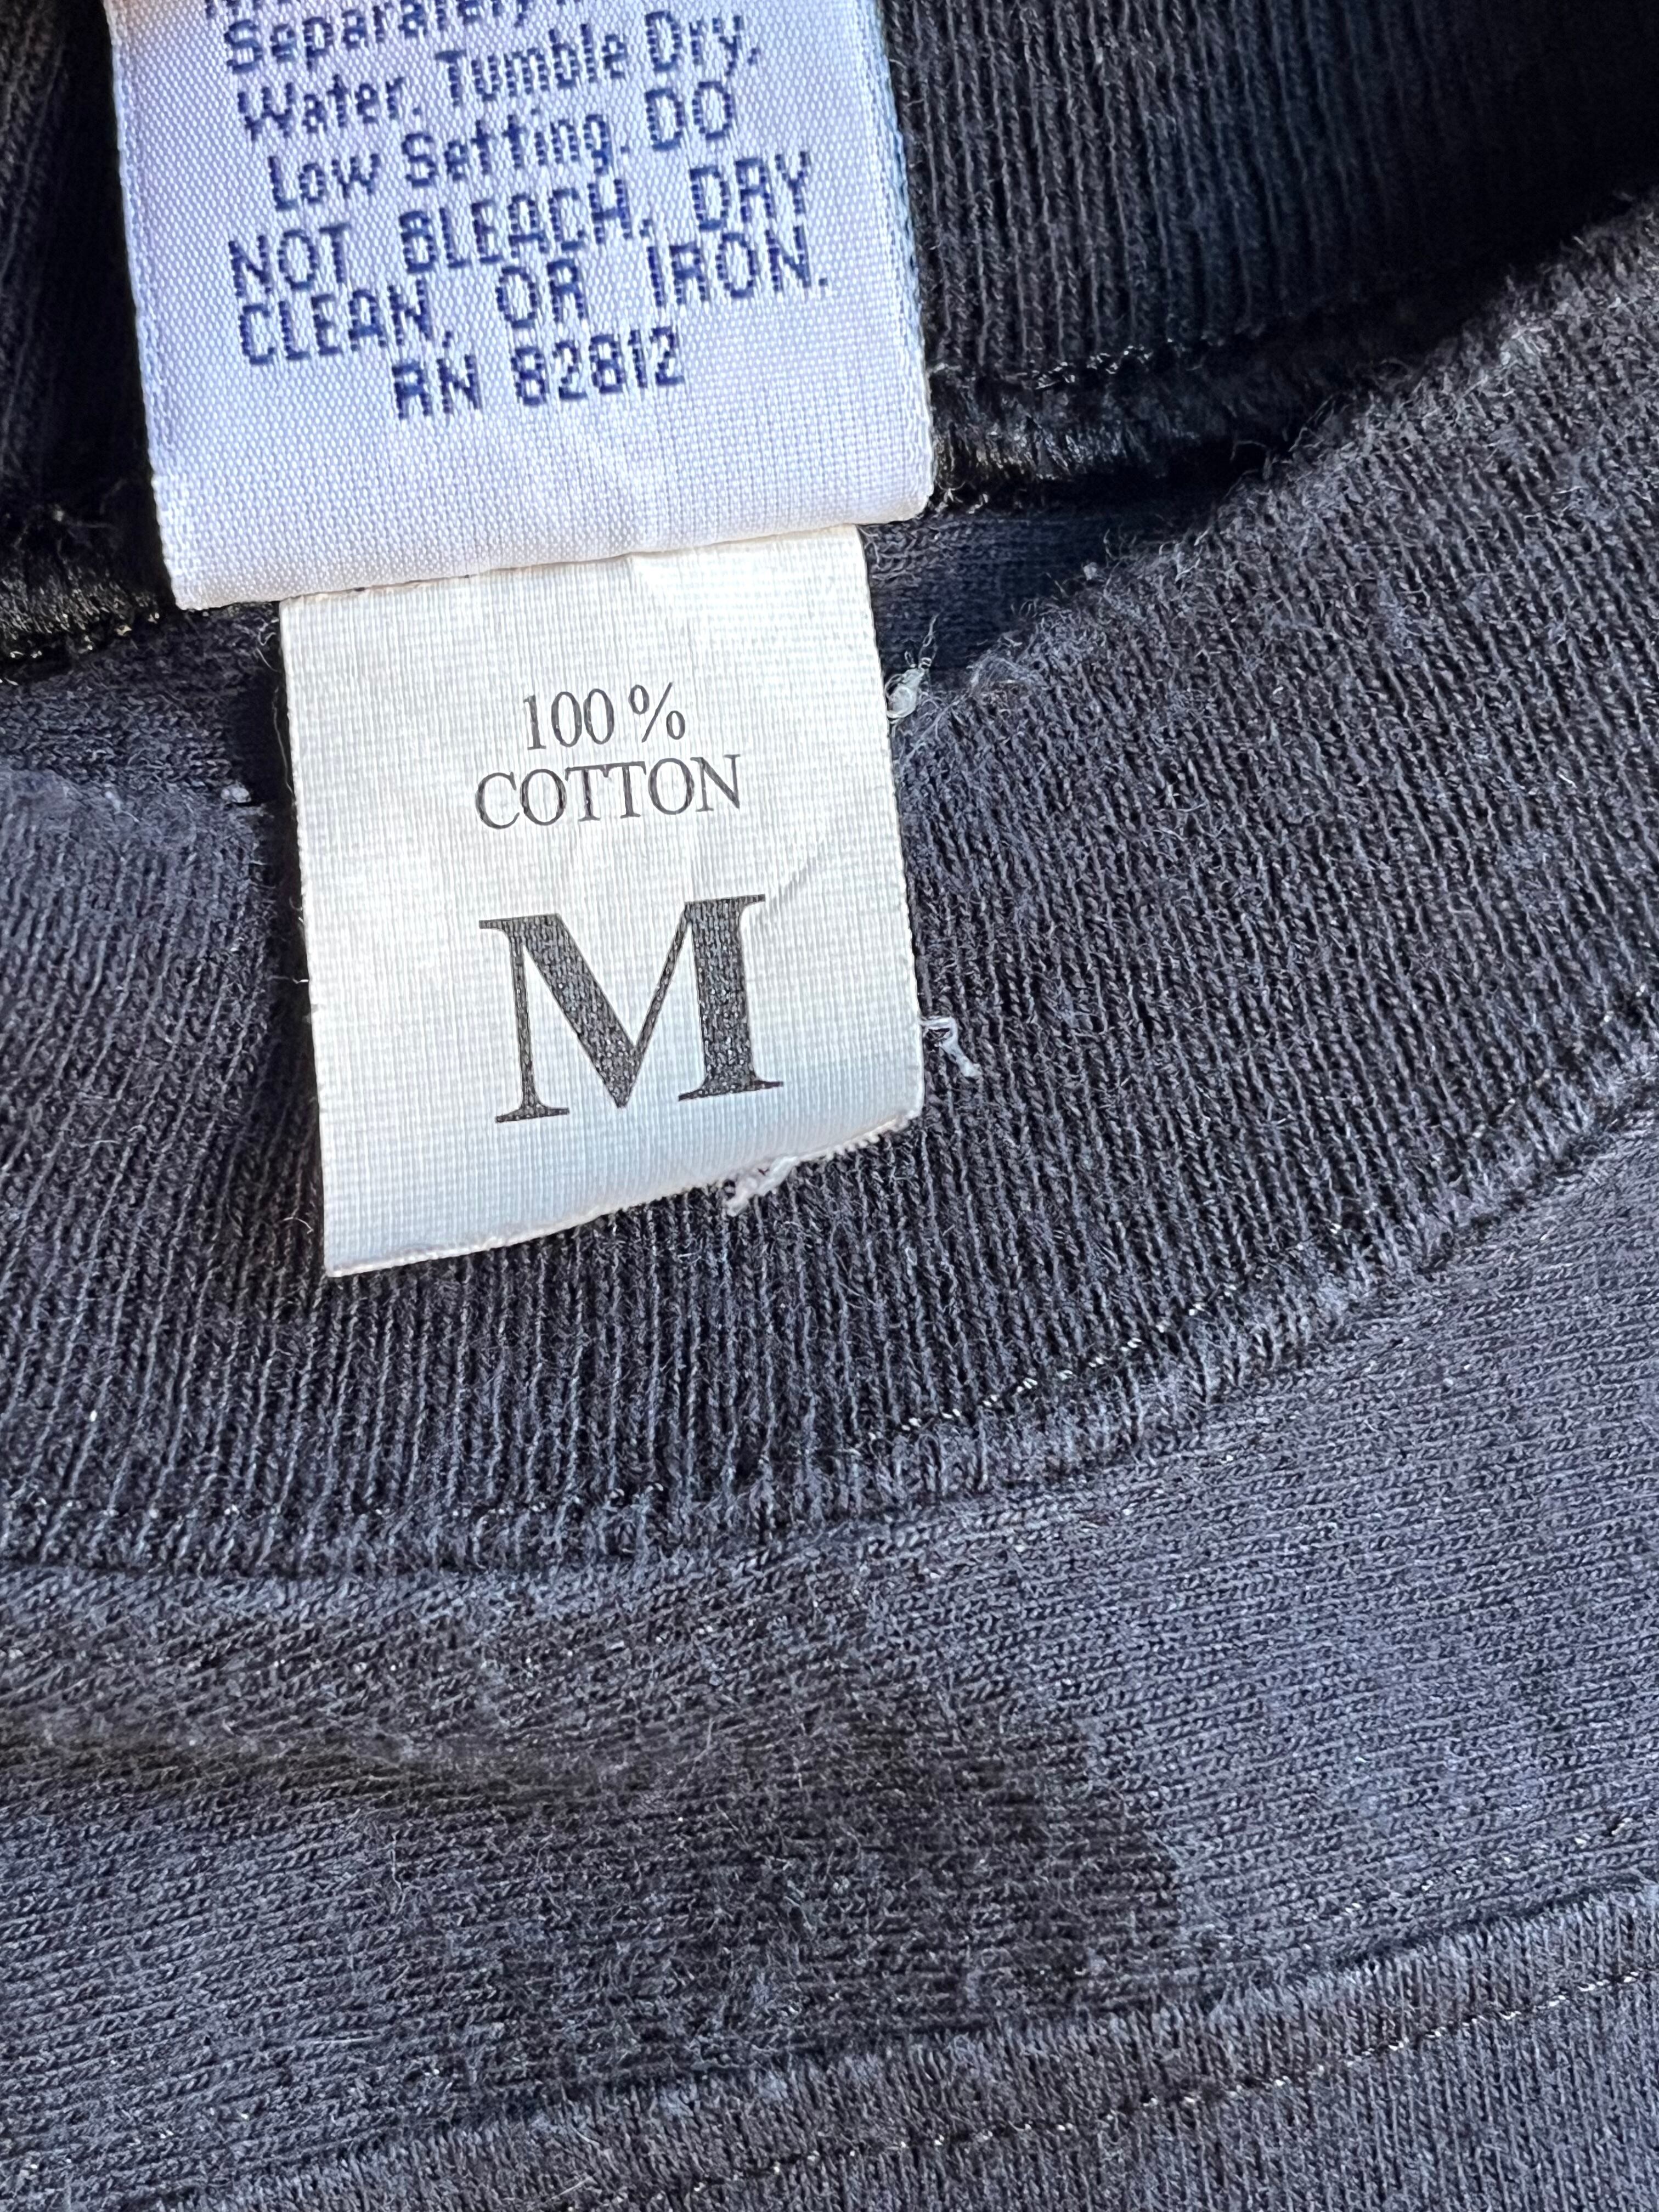 Separately
Water. Tumble Dry,
Low Setting. DO
NOT BLEACH, DRY
CLEAN, OR IRON.
RN 82812
100 %
COTTON
M